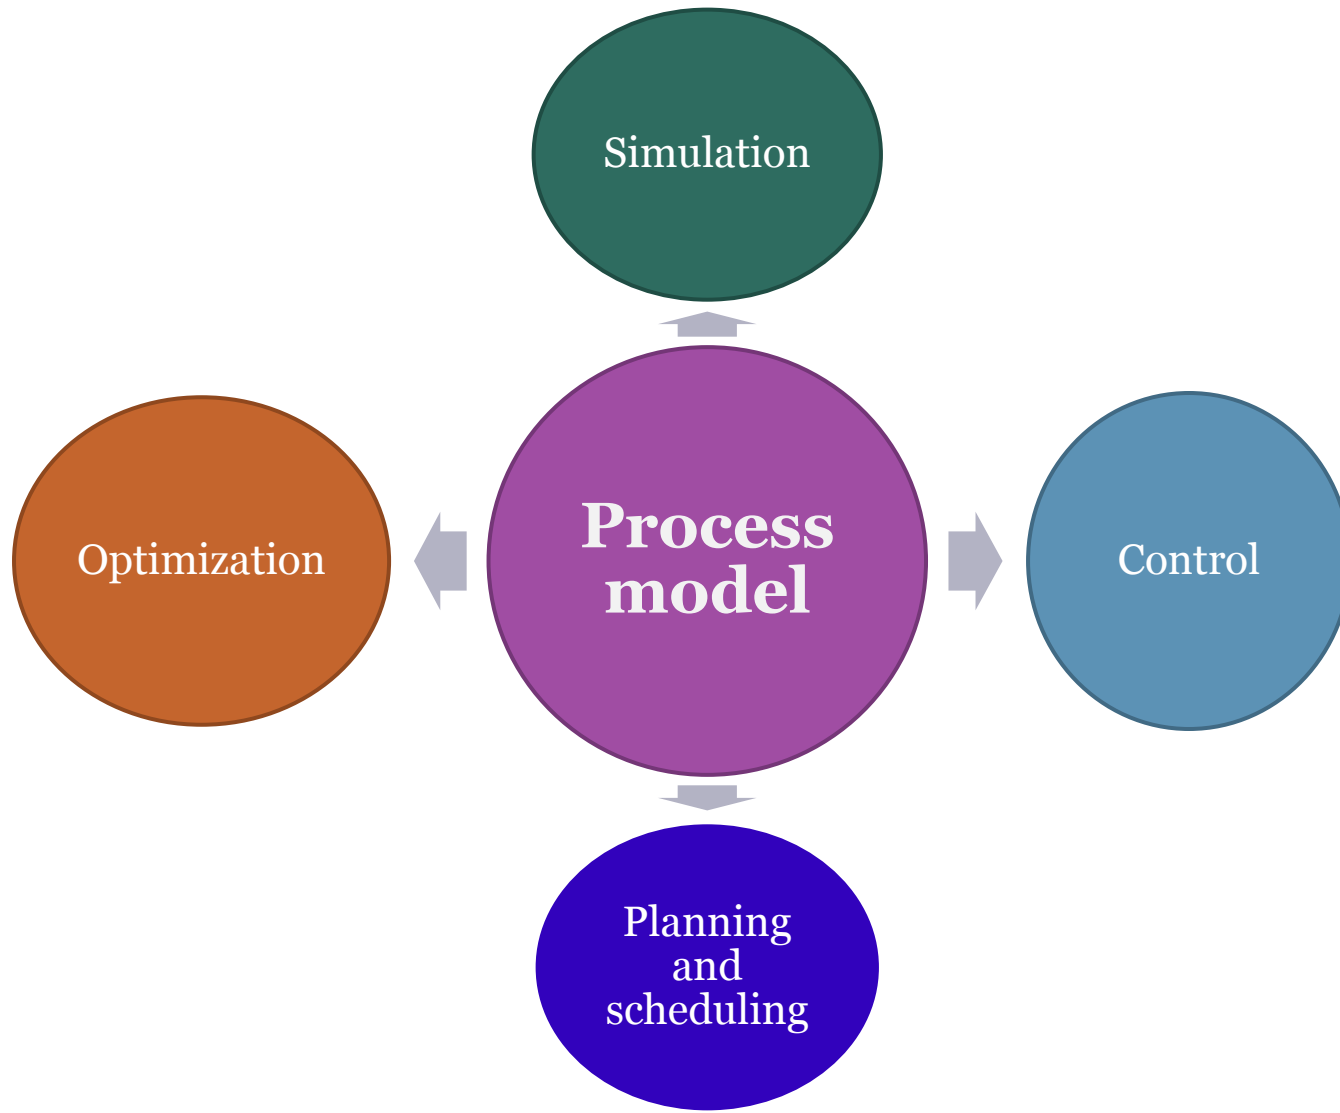 Simulation
Optimization
Process
model
Control
Planning
and
scheduling